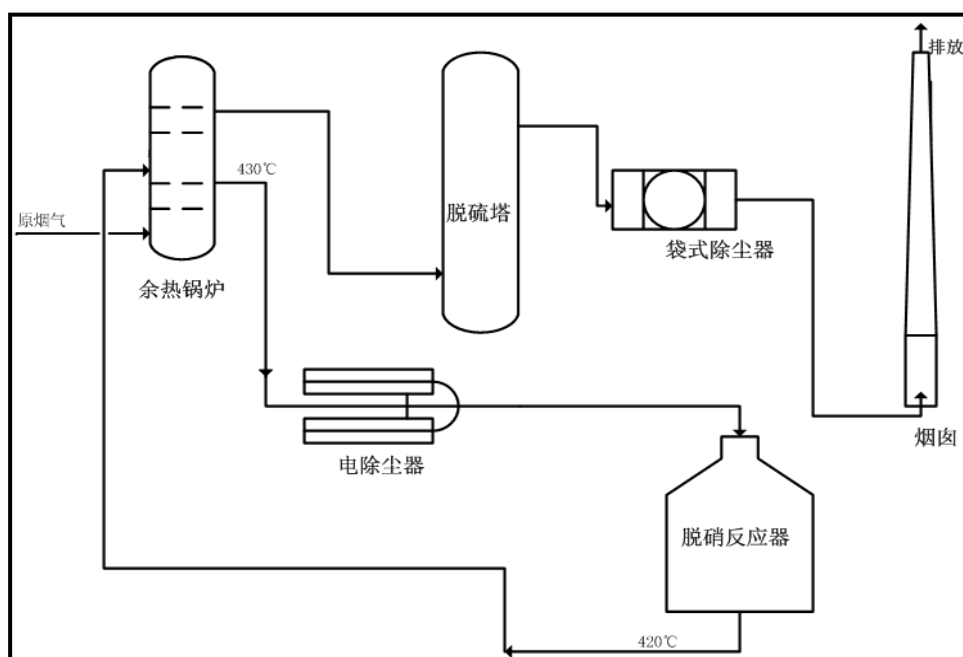 排放
430℃
原烟气
脱硫塔
袋式除尘器
余热锅炉
烟囱
电除尘器
脱硝反应器
420℃